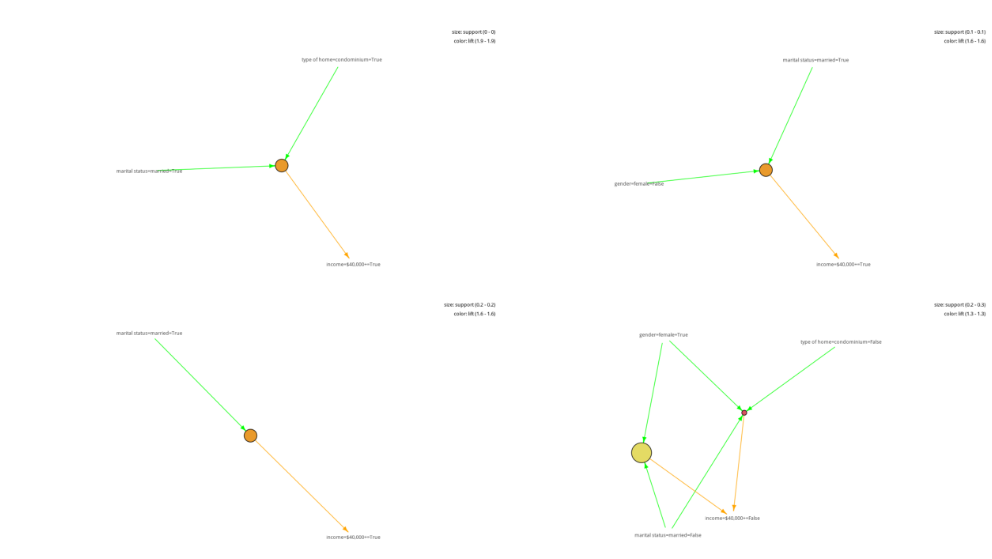 size: support (0 - 0)
color: lift (1.9 - 1.9)
type of home=condominium=True
marital status=married=True
income=$40,000+=True
size: support (0.1 - 0.1)
color: lift (1.6 - 1.6)
marital status=married=True
gender=female=False
income=$40,000+=True
size: support (0.2 - 0.2)
color: lift (1.6 - 1.6)
marital status=married=True
income=$40,000+=True
size: support (0.2 - 0.3)
color: lift (1.3 - 1.3)
gender=female=True
type of home=condominium=False
income=$40,000+=False
marital status=married=False